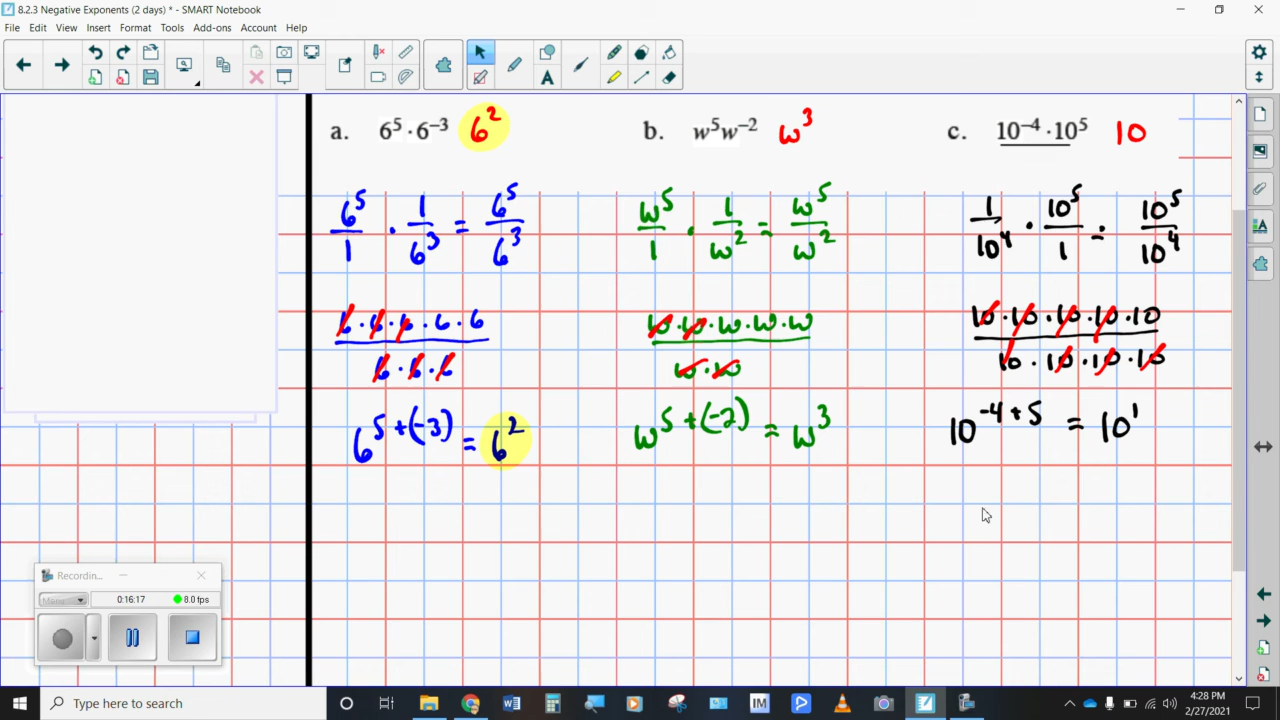 8.2.3 Negative Exponents (2 days) * - SMART Notebook
File Edit View Insert Format Tools Add-ons Account Help
a. 6⁵ · 6⁻³ 6² b. w⁵w⁻² w³ c. 10⁻⁴ · 10⁵ 10
6⁵/1 · 1/6³ = 6⁵/6³
w⁵/1 · 1/w² = w⁵/w²
1/10⁴ · 10⁵/1 = 10⁵/10⁴
6 · 6 · 6 · 6 · 6 / 6 · 6 · 6
w · w · w · w · w / w · w
10 · 10 · 10 · 10 · 10 / 10 · 10 · 10 · 10
6⁵⁺⁽⁻³⁾ = 6²
w⁵⁺⁽⁻²⁾ = w³
10⁻⁴⁺⁵ = 10¹
Recordin...
Menu
0:16:17 8.0 fps
Type here to search
IM
4:28 PM
2/27/2021